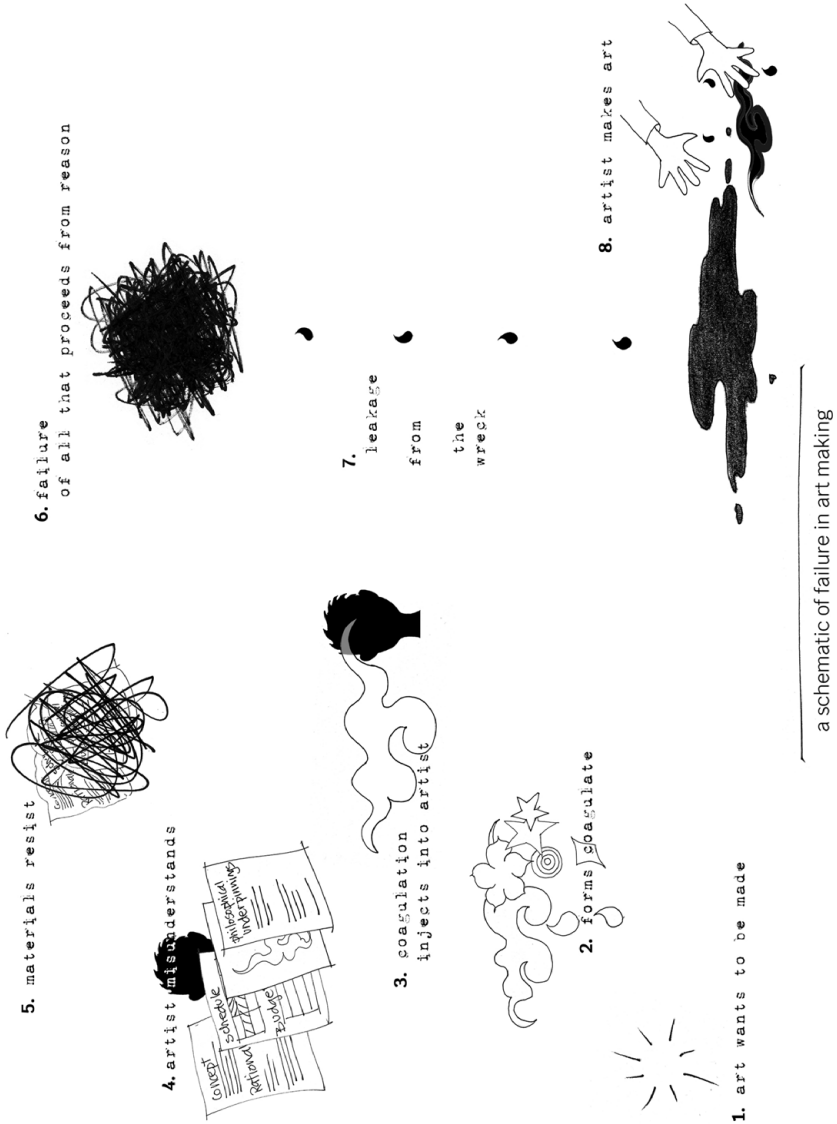 1. art wants to be made
2. forms coagulate
3. coagulation
injects into artist
4. artist misunderstands
Concept
Rational
Schedule
Budge
philosophical
underpinnings
5. materials resist
6. failure
of all that proceeds from reason
7. leakage
from
the
wreck
8. artist makes art
a schematic of failure in art making